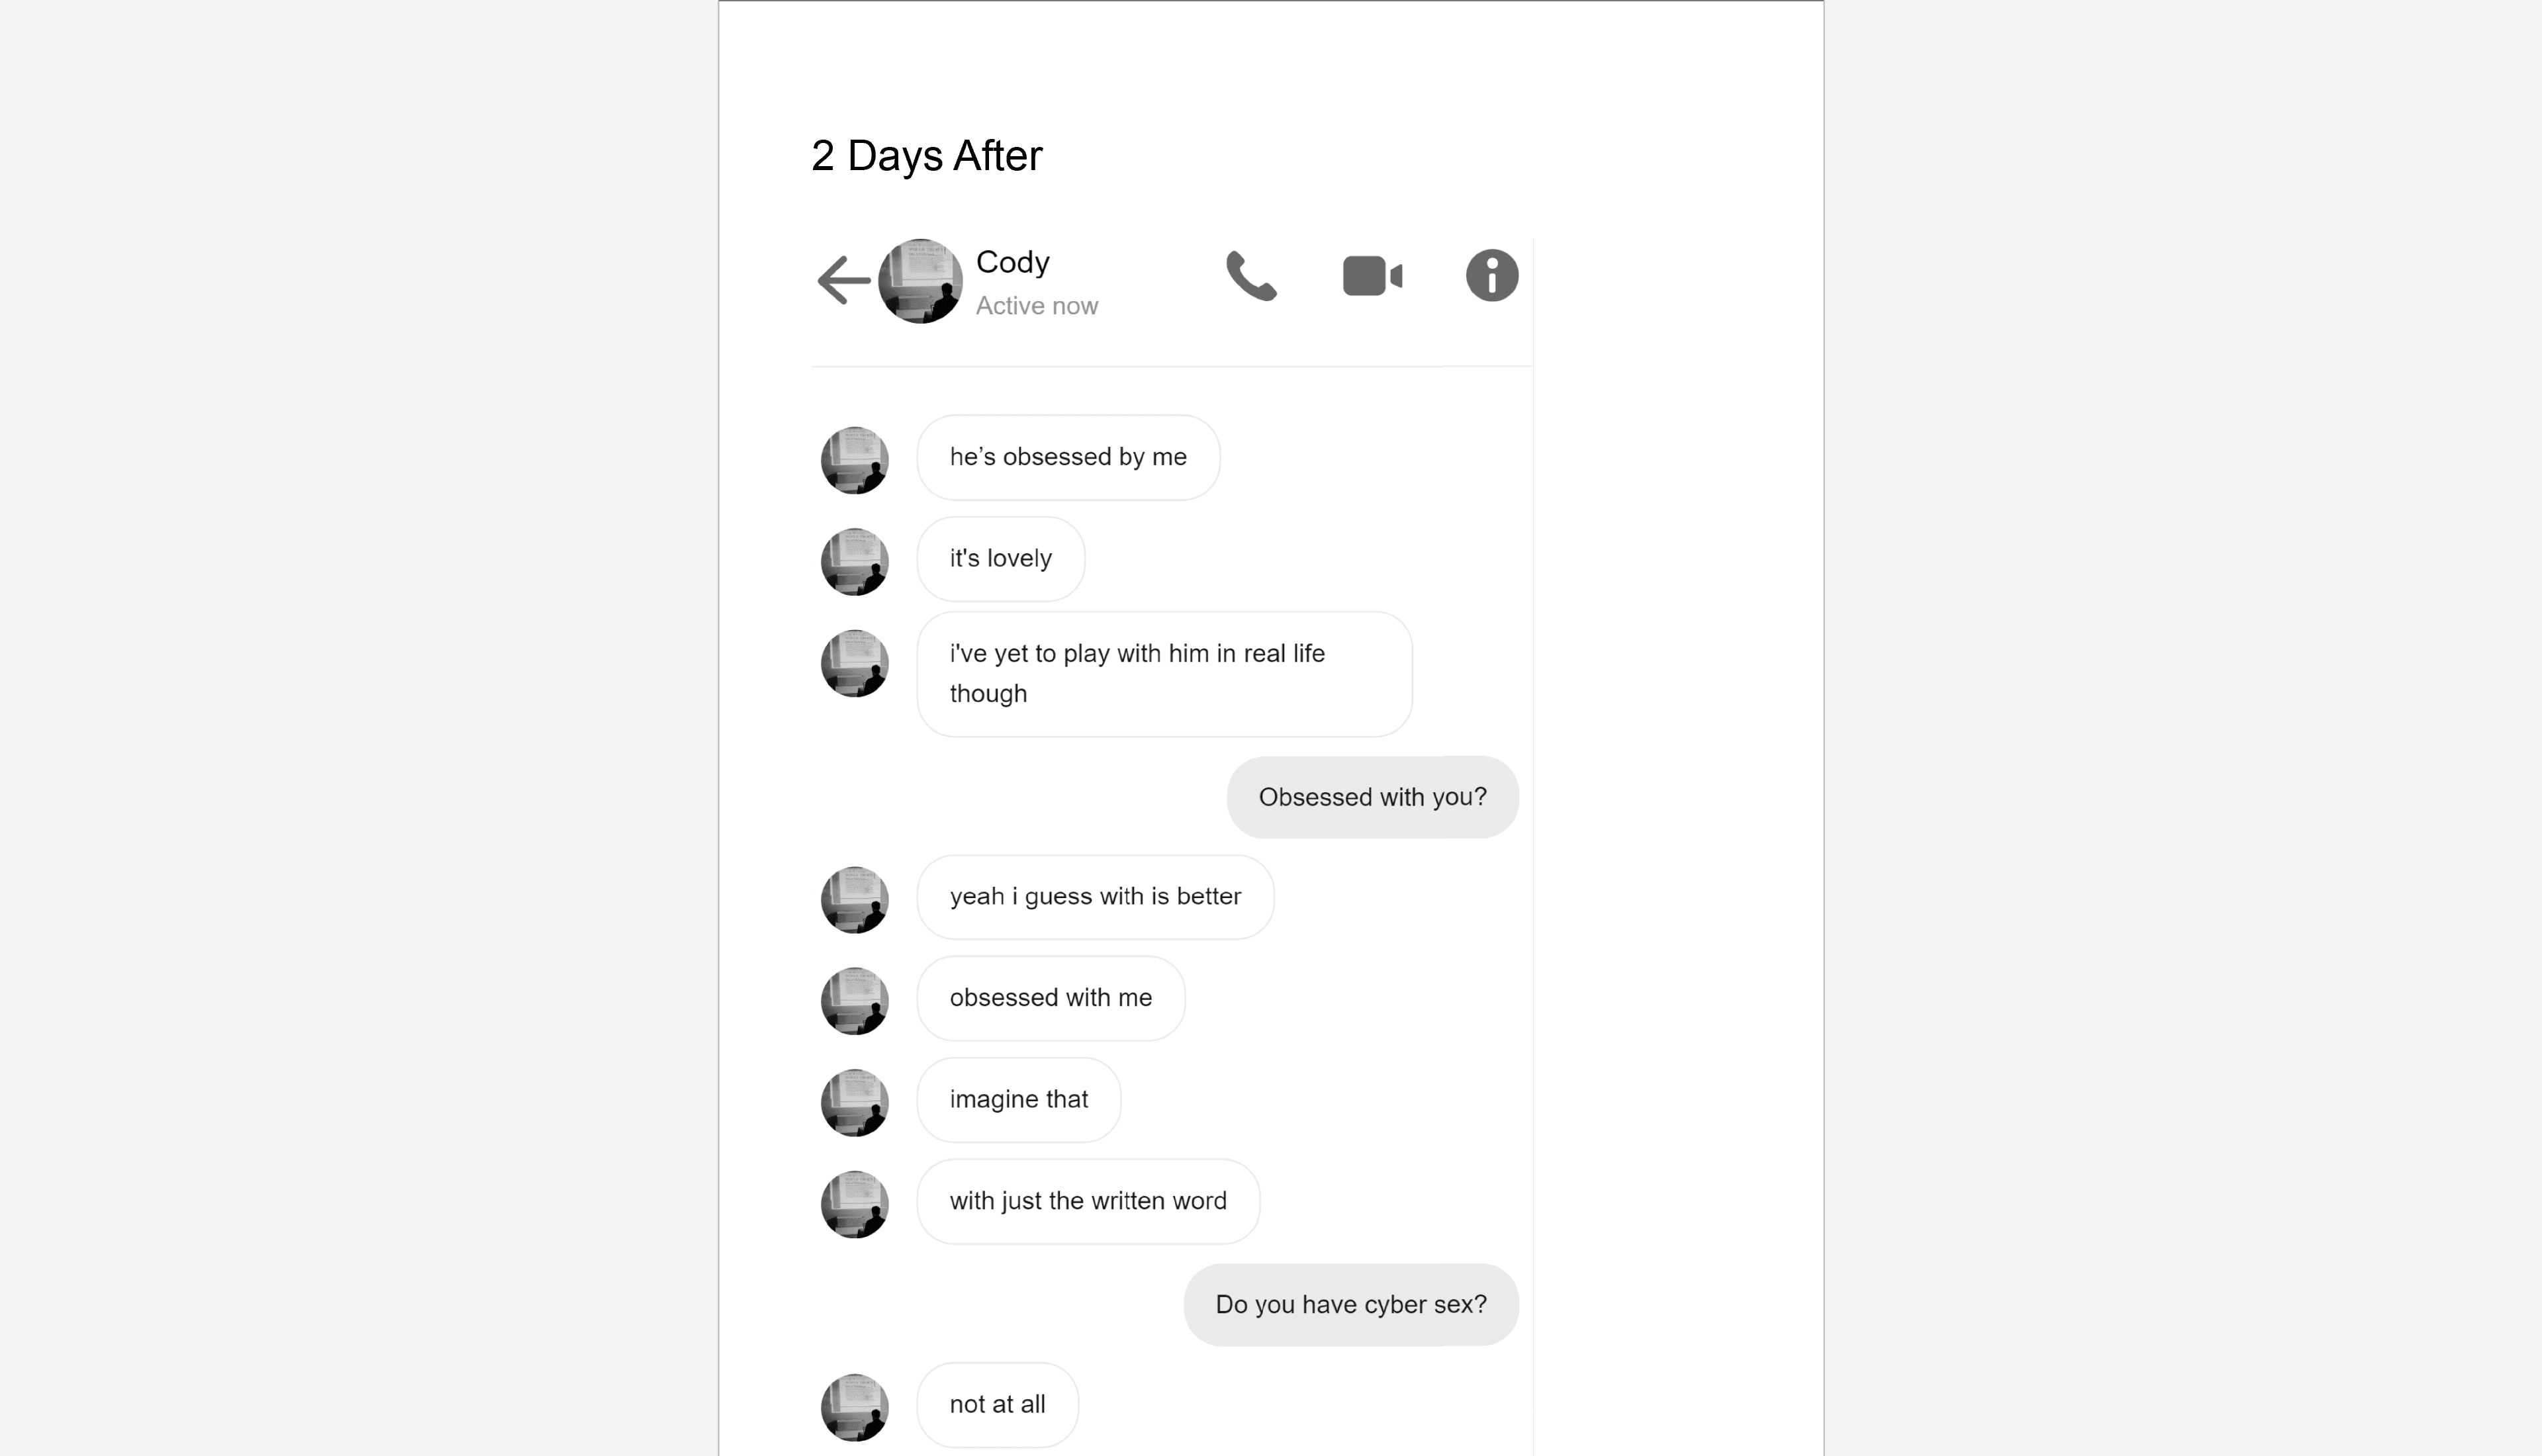 2 Days After
Cody
Active now
he’s obsessed by me
it's lovely
i've yet to play with him in real life
though
Obsessed with you?
yeah i guess with is better
obsessed with me
imagine that
with just the written word
Do you have cyber sex?
not at all